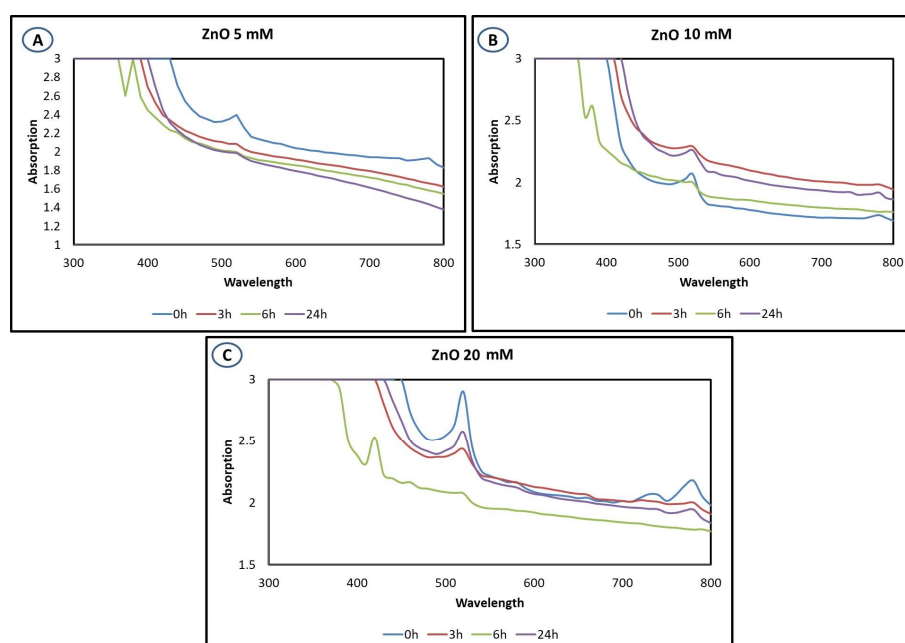 A
ZnO 5 mM
Absorption
3
2.8
2.6
2.4
2.2
2
1.8
1.6
1.4
1.2
1
300 400 500 600 700 800
Wavelength
0h 3h 6h 24h
B
ZnO 10 mM
Absorption
3
2.5
2
1.5
300 400 500 600 700 800
Wavelength
0h 3h 6h 24h
C
ZnO 20 mM
Absorption
3
2.5
2
1.5
300 400 500 600 700 800
Wavelength
0h 3h 6h 24h